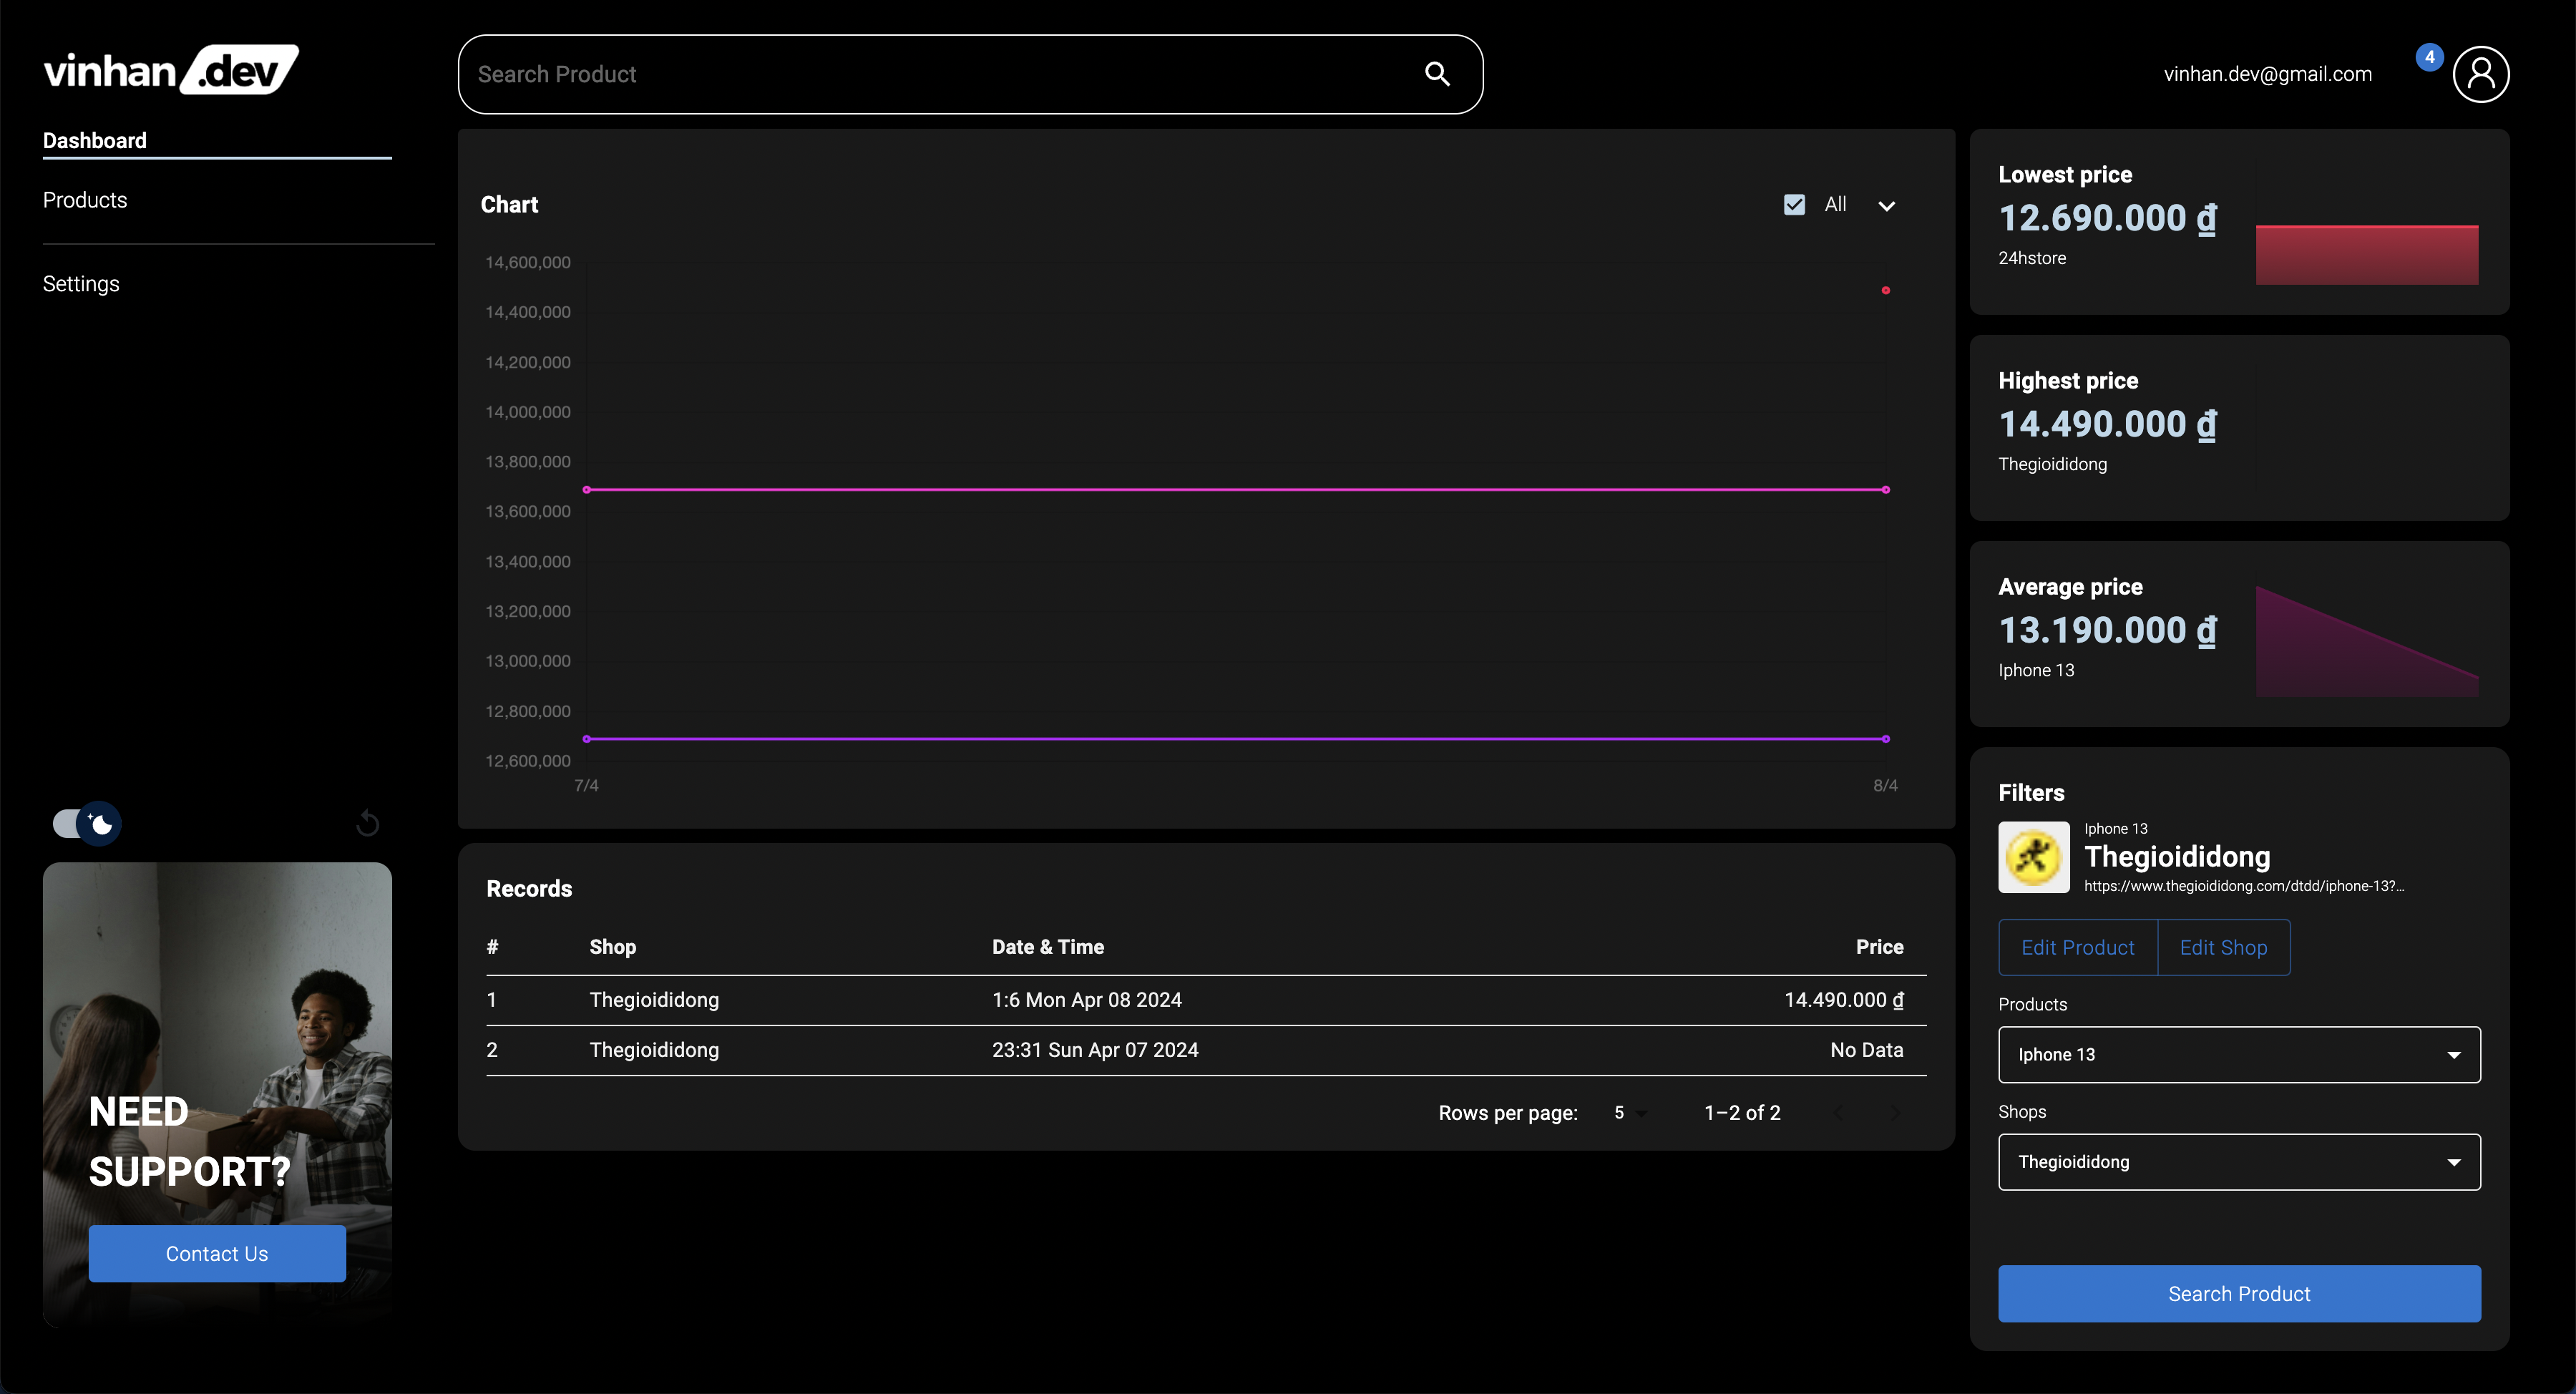 vinhan.dev
Search Product
vinhan.dev@gmail.com
4
Dashboard
Products
Settings
NEED
SUPPORT?
Contact Us
Chart
All
14,600,000
14,400,000
14,200,000
14,000,000
13,800,000
13,600,000
13,400,000
13,200,000
13,000,000
12,800,000
12,600,000
7/4 8/4
Records
# Shop Date & Time Price
1 Thegioididong 1:6 Mon Apr 08 2024 14.490.000 ₫
2 Thegioididong 23:31 Sun Apr 07 2024 No Data
Rows per page: 5 1–2 of 2
Lowest price
12.690.000 ₫
24hstore
Highest price
14.490.000 ₫
Thegioididong
Average price
13.190.000 ₫
Iphone 13
Filters
Iphone 13
Thegioididong
https://www.thegioididong.com/dtdd/iphone-13?...
Edit Product Edit Shop
Products
Iphone 13
Shops
Thegioididong
Search Product